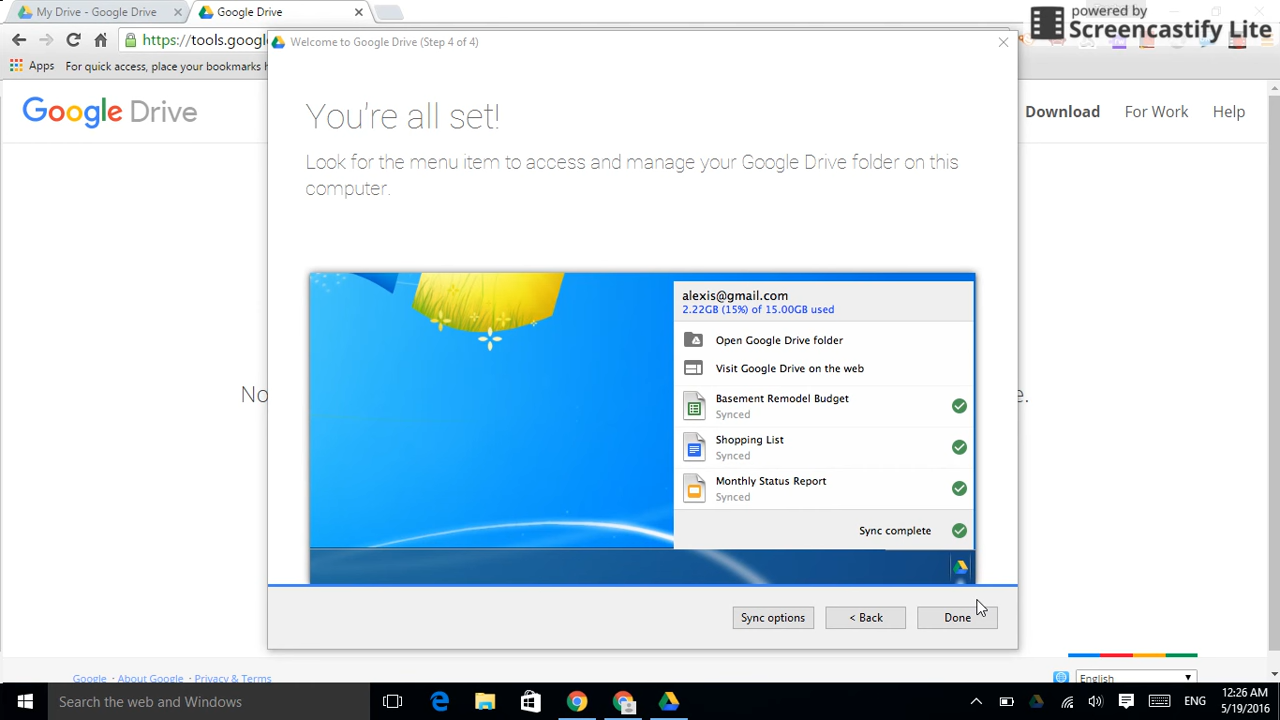 My Drive - Google Drive
Google Drive
powered by
Screencastify Lite
https://tools.googl
Welcome to Google Drive (Step 4 of 4)
Apps
For quick access, place your bookmarks h
Google Drive
Download
For Work
Help
You're all set!
Look for the menu item to access and manage your Google Drive folder on this
computer.
alexis@gmail.com
2.22GB (15%) of 15.00GB used
Open Google Drive folder
Visit Google Drive on the web
No
e.
Basement Remodel Budget
Synced
Shopping List
Synced
Monthly Status Report
Synced
Sync complete
Sync options
< Back
Done
Google · About Google · Privacy & Terms
English
Search the web and Windows
ENG
12:26 AM
5/19/2016